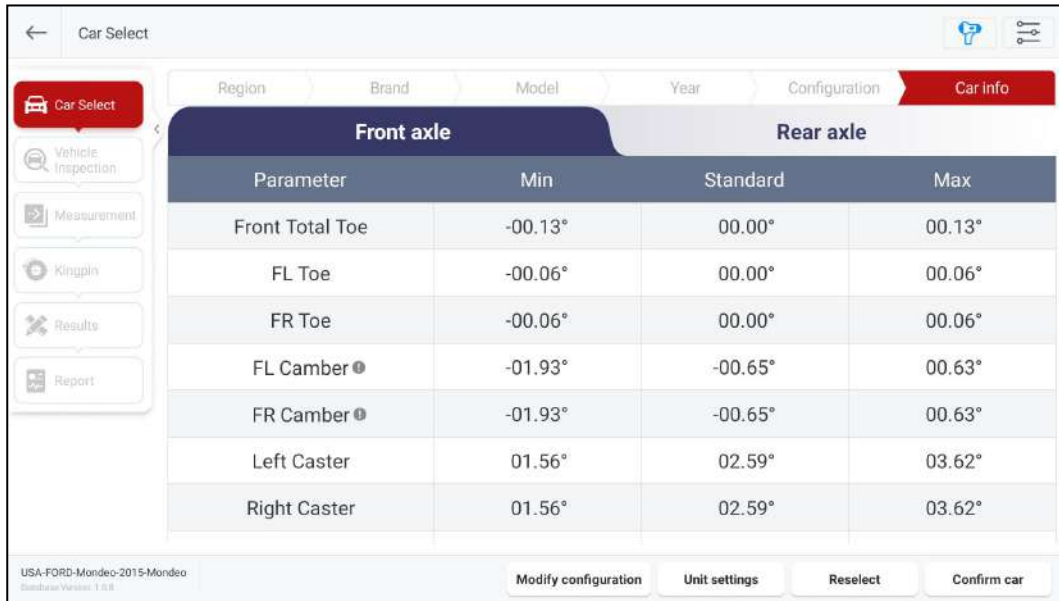 Car Select
Car Select
Vehicle
Inspection
Measurement
Kingpin
Results
Report
Region Brand Model Year Configuration Car info
Front axle Rear axle
Parameter Min Standard Max
Front Total Toe -00.13° 00.00° 00.13°
FL Toe -00.06° 00.00° 00.06°
FR Toe -00.06° 00.00° 00.06°
FL Camber -01.93° -00.65° 00.63°
FR Camber -01.93° -00.65° 00.63°
Left Caster 01.56° 02.59° 03.62°
Right Caster 01.56° 02.59° 03.62°
USA-FORD-Mondeo-2015-Mondeo
Database Version
Modify configuration Unit settings Reselect Confirm car